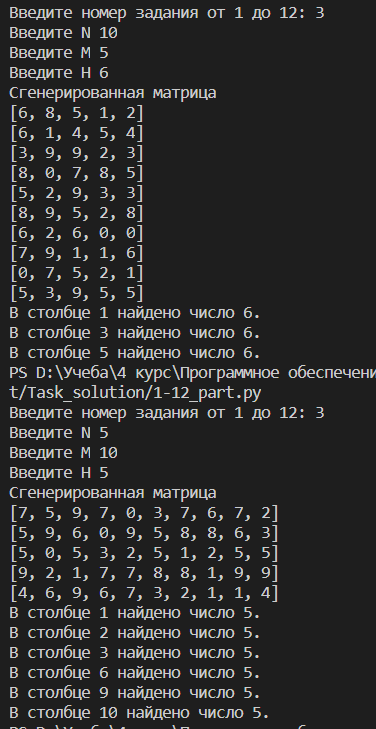 Введите номер задания от 1 до 12: 3
Введите N 10
Введите M 5
Введите H 6
Сгенерированная матрица
[6, 8, 5, 1, 2]
[6, 1, 4, 5, 4]
[3, 9, 9, 2, 3]
[8, 0, 7, 8, 5]
[5, 2, 9, 3, 3]
[8, 9, 5, 2, 8]
[6, 2, 6, 0, 0]
[7, 9, 1, 1, 6]
[0, 7, 5, 2, 1]
[5, 3, 9, 5, 5]
В столбце 1 найдено число 6.
В столбце 3 найдено число 6.
В столбце 5 найдено число 6.
PS D:\Учеба\4 курс\Программное обеспечени
t/Task_solution/1-12_part.py
Введите номер задания от 1 до 12: 3
Введите N 5
Введите M 10
Введите H 5
Сгенерированная матрица
[7, 5, 9, 7, 0, 3, 7, 6, 7, 2]
[5, 9, 6, 0, 9, 5, 8, 8, 6, 3]
[5, 0, 5, 3, 2, 5, 1, 2, 5, 5]
[9, 2, 1, 7, 7, 8, 8, 1, 9, 9]
[4, 6, 9, 6, 7, 3, 2, 1, 1, 4]
В столбце 1 найдено число 5.
В столбце 2 найдено число 5.
В столбце 3 найдено число 5.
В столбце 6 найдено число 5.
В столбце 9 найдено число 5.
В столбце 10 найдено число 5.